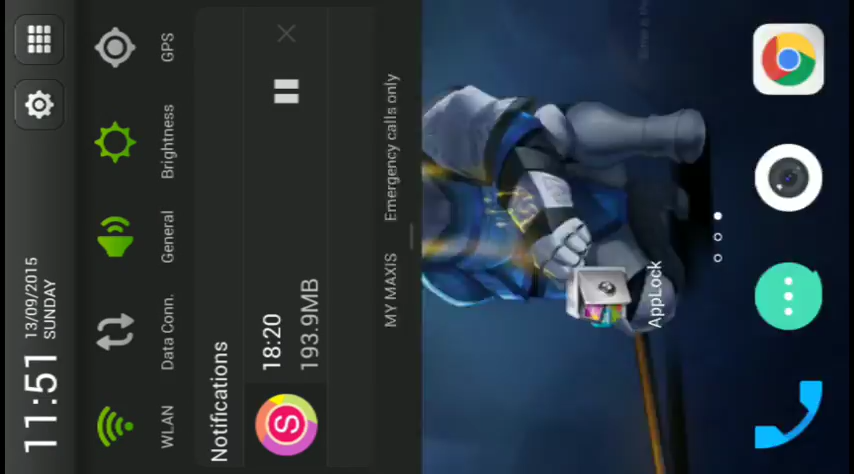 11:51
13/09/2015
SUNDAY
WLAN
Data Conn.
General
Brightness
GPS
Notifications
S
18:20
193.9MB
MY MAXIS
Emergency calls only
AppLock